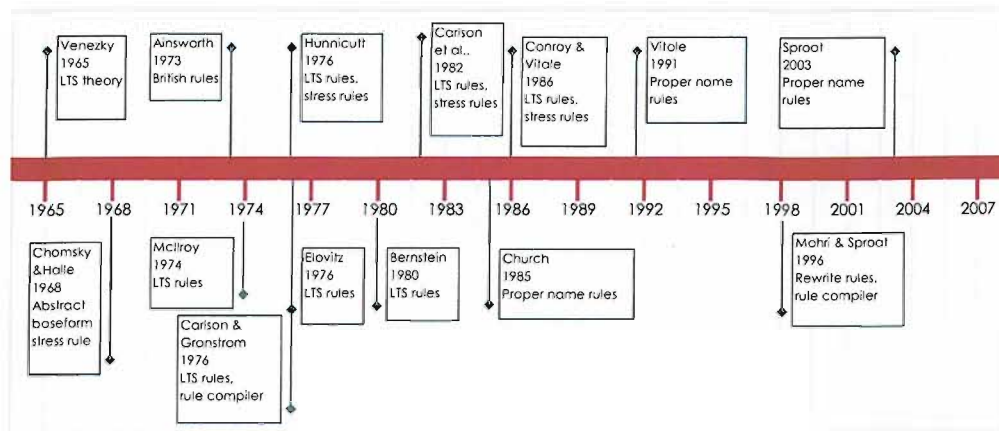 Venezky
1965
LTS theory
Ainsworth
1973
British rules
Hunnicutt
1976
LTS rules,
stress rules
Carlson
et al.,
1982
LTS rules,
stress rules
Conroy &
Vitale
1986
LTS rules,
stress rules
Vitole
1991
Proper name
rules
Sproat
2003
Proper name
rules
1965 1968 1971 1974 1977 1980 1983 1986 1989 1992 1995 1998 2001 2004 2007
Chomsky
&Halle
1968
Abstract
baseform
stress rule
McIlroy
1974
LTS rules
Carlson &
Granstrom
1976
LTS rules,
rule compiler
Elovitz
1976
LTS rules
Bernstein
1980
LTS rules
Church
1985
Proper name rules
Mohri & Sproat
1996
Rewrite rules,
rule compiler